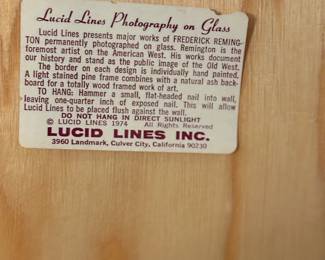 Lucid Lines Photography on Glass
Lucid Lines presents major works of FREDERICK REMING-
TON permanently photographed on glass. Remington is the
foremost artist on the American West. His works document
our history and stand as the public image of the Old West.
The border on each design is individually hand painted.
A light stained pine frame combines with a natural ash back-
board for a totally wood framed work of art.
TO HANG: Hammer a small, flat-headed nail into wall,
leaving one-quarter inch of exposed nail. This will allow
Lucid Lines to be placed flush against the wall.
DO NOT HANG IN DIRECT SUNLIGHT
© LUCID LINES 1974 All Rights Reserved
LUCID LINES INC.
3960 Landmark, Culver City, California 90230